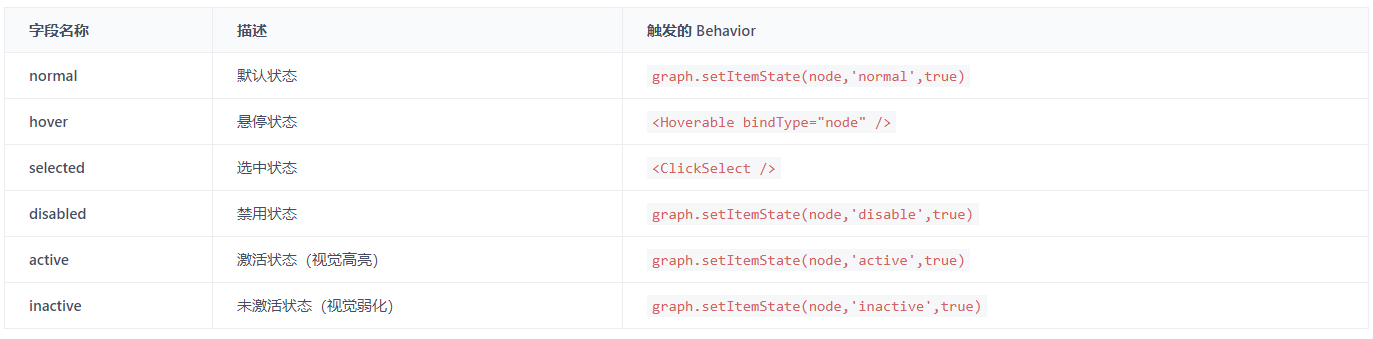 字段名称 描述 触发的 Behavior
normal 默认状态 graph.setItemState(node,'normal',true)
hover 悬停状态 <Hoverable bindType="node" />
selected 选中状态 <ClickSelect />
disabled 禁用状态 graph.setItemState(node,'disable',true)
active 激活状态（视觉高亮） graph.setItemState(node,'active',true)
inactive 未激活状态（视觉弱化） graph.setItemState(node,'inactive',true)